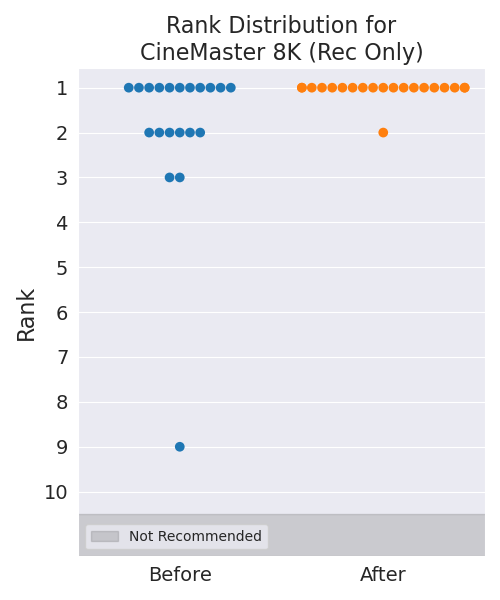 Rank Distribution for
CineMaster 8K (Rec Only)
Rank
1
2
3
4
5
6
7
8
9
10
Not Recommended
Before After